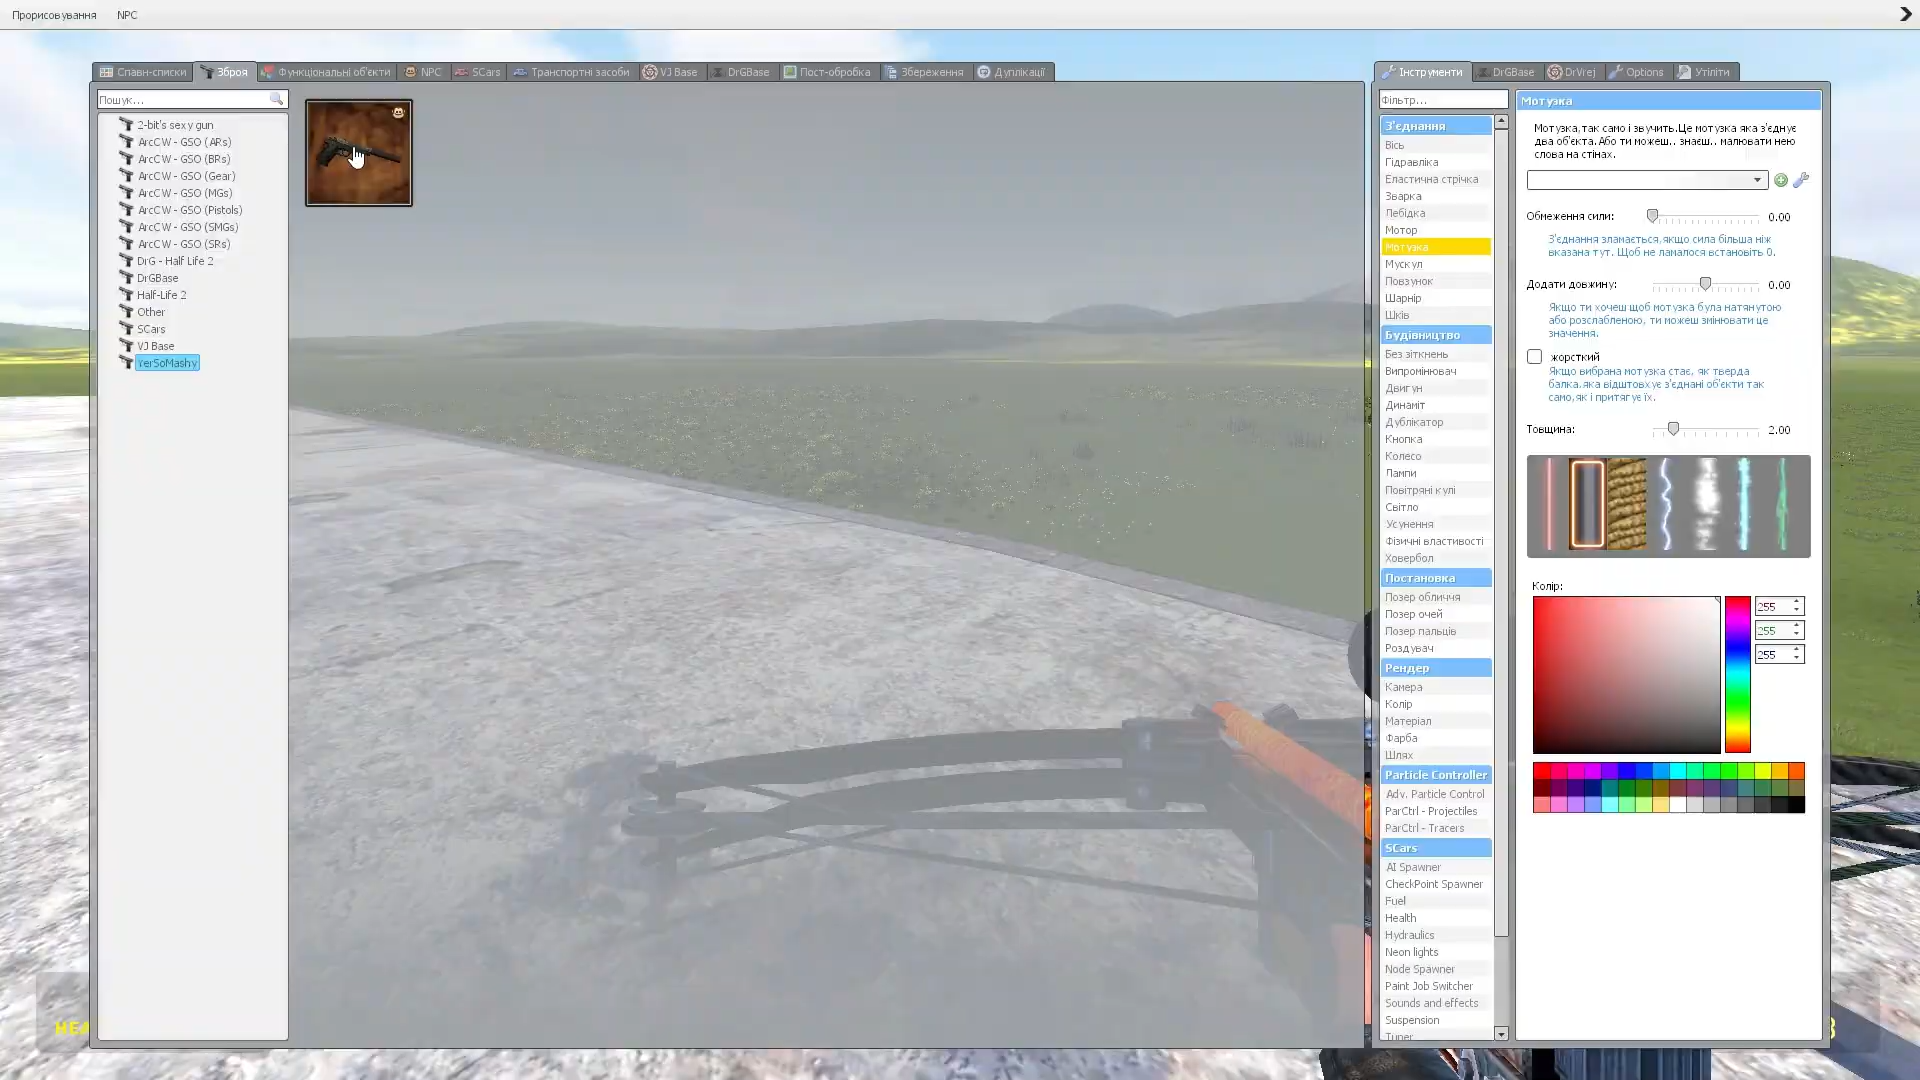 Прорисовування
NPC
Спавн-списки
Зброя
Функціональні об'єкти
NPC
SCars
Транспортні засоби
VJ Base
DrGBase
Пост-обробка
Збереження
Дуплікації
Інструменти
DrGBase
DrVrej
Options
Утиліти
Пошук...
2-bit's sexy gun
ArcCW - GSO (ARs)
ArcCW - GSO (BRs)
ArcCW - GSO (Gear)
ArcCW - GSO (MGs)
ArcCW - GSO (Pistols)
ArcCW - GSO (SMGs)
ArcCW - GSO (SRs)
DrG - Half Life 2
DrGBase
Half-Life 2
Other
SCars
VJ Base
YerSoMashy
Фільтр...
З'єднання
Вісь
Гідравліка
Еластична стрічка
Зварка
Лебідка
Мотор
Мотузка
Мускул
Повзунок
Шарнір
Шків
Будівництво
Без зіткнень
Випромінювач
Двигун
Динаміт
Дублікатор
Кнопка
Колесо
Лампи
Повітряні кулі
Світло
Усунення
Фізичні властивості
Ховербол
Постановка
Позер обличчя
Позер очей
Позер пальців
Роздувач
Рендер
Камера
Колір
Матеріал
Фарба
Шлях
Particle Controller
Adv. Particle Control
ParCtrl - Projectiles
ParCtrl - Tracers
SCars
AI Spawner
CheckPoint Spawner
Fuel
Health
Hydraulics
Neon lights
Node Spawner
Paint Job Switcher
Sounds and effects
Suspension
Tuner
Мотузка
Мотузка,так само і звучить.Це мотузка яка з'єднує
два об'єкта. Або ти можеш.. знаєш.. малювати нею
слова на стінах.
Обмеження сили: 0.00
З'єднання зламається,якщо сила більша ніж
вказана тут. Щоб не ламалося встановіть 0.
Додати довжину: 0.00
Якщо ти хочеш щоб мотузка була натянутою
або розслабленою, ти можеш змінювати це
значення.
жорсткий
Якщо вибрана мотузка стає, як тверда
балка,яка відштовхує з'єднані об'єкти так
само,як і притягує їх.
Товщина: 2.00
Колір:
255
255
255
HEA